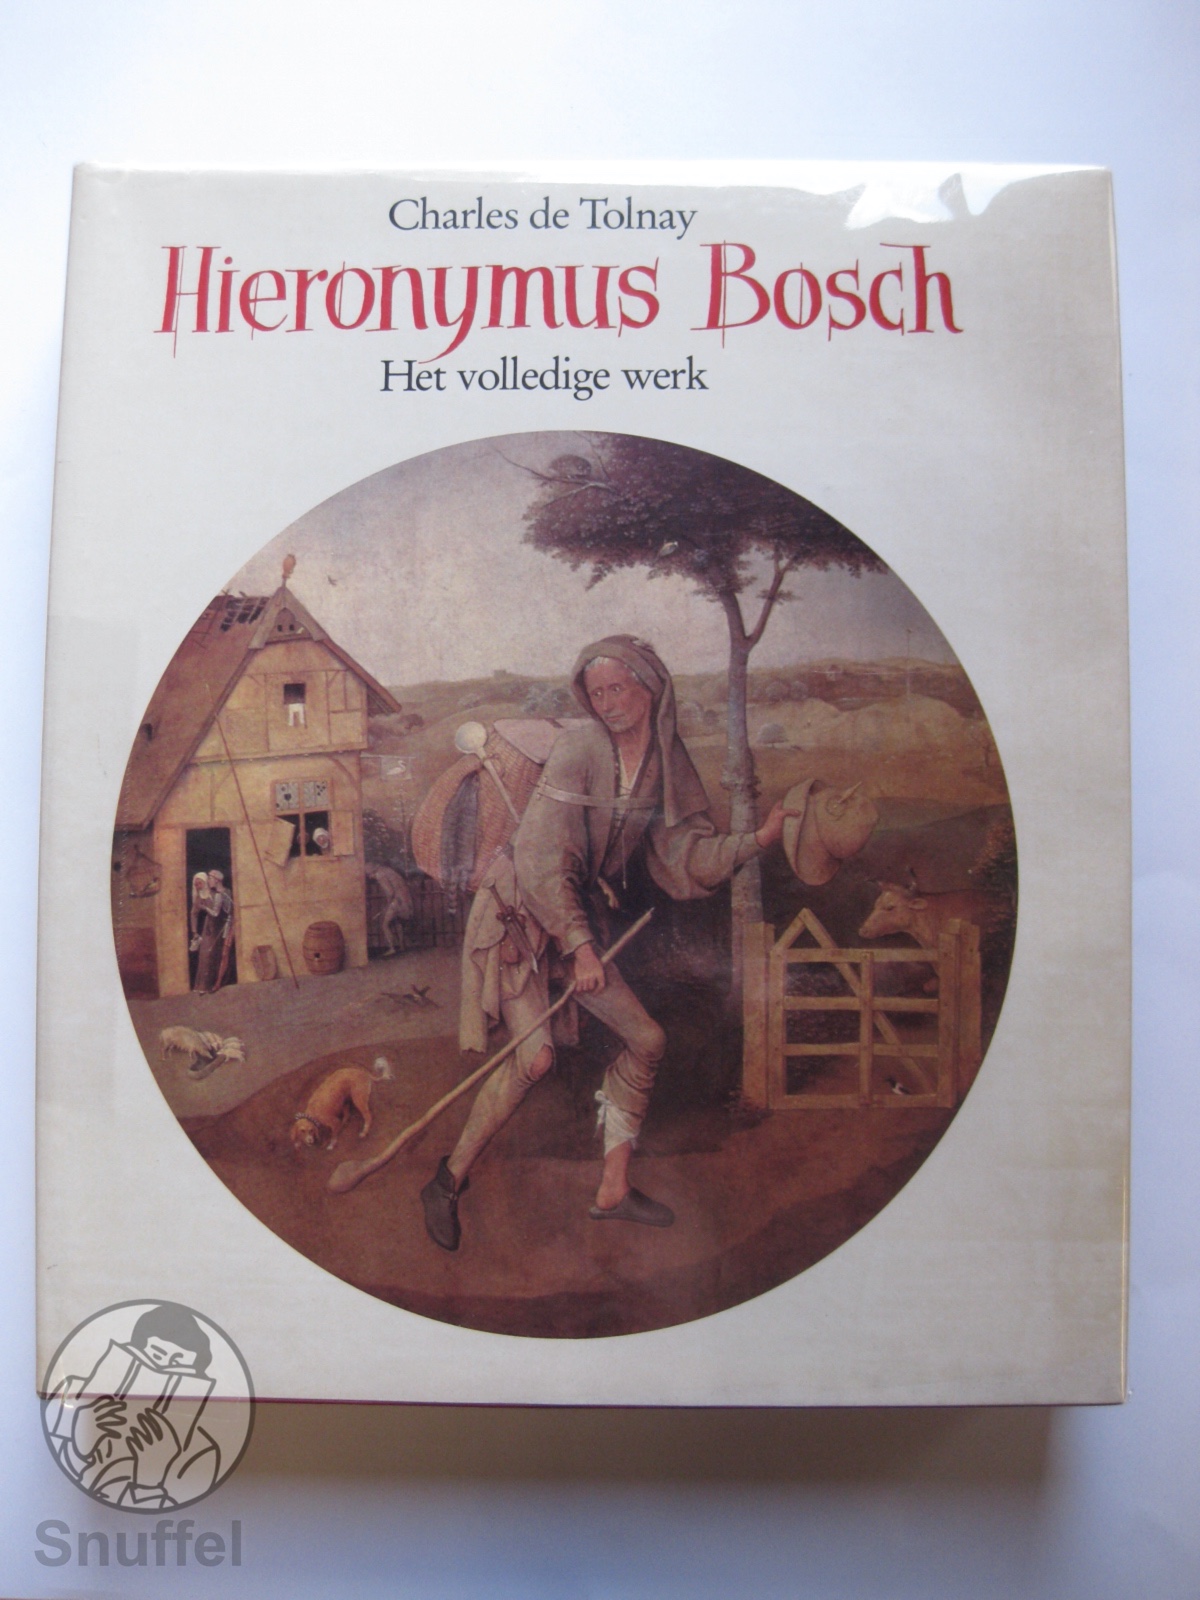 Charles de Tolnay
Hieronymus Bosch
Het volledige werk
Snuffel